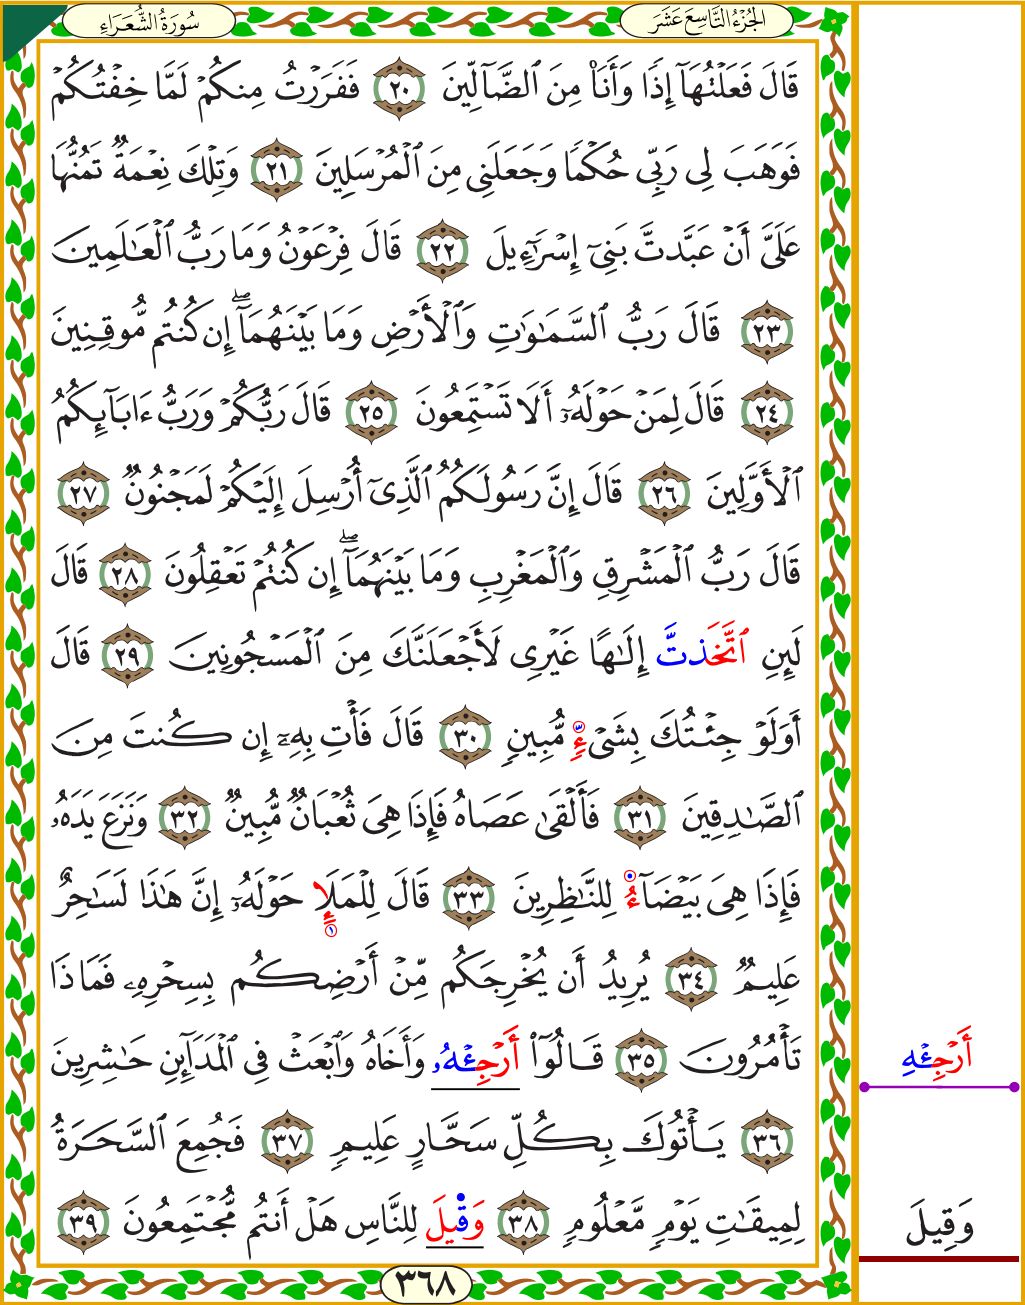 الجُزْءُ التَّاسِعَ عَشَرَ
سُورَةُ الشُّعَرَاءِ
قَالَ فَعَلْتُهَآ إِذًا وَأَنَا۠ مِنَ ٱلضَّآلِّينَ ٢٠ فَفَرَرْتُ مِنكُمْ لَمَّا خِفْتُكُمْ
فَوَهَبَ لِى رَبِّى حُكْمًا وَجَعَلَنِى مِنَ ٱلْمُرْسَلِينَ ٢١ وَتِلْكَ نِعْمَةٌ تَمُنُّهَا
عَلَىَّ أَنْ عَبَّدتَّ بَنِىٓ إِسْرَٰٓءِيلَ ٢٢ قَالَ فِرْعَوْنُ وَمَا رَبُّ ٱلْعَٰلَمِينَ
٢٣ قَالَ رَبُّ ٱلسَّمَٰوَٰتِ وَٱلْأَرْضِ وَمَا بَيْنَهُمَآ ۖ إِن كُنتُم مُّوقِنِينَ
٢٤ قَالَ لِمَنْ حَوْلَهُۥٓ أَلَا تَسْتَمِعُونَ ٢٥ قَالَ رَبُّكُمْ وَرَبُّ ءَابَآئِكُمُ
ٱلْأَوَّلِينَ ٢٦ قَالَ إِنَّ رَسُولَكُمُ ٱلَّذِىٓ أُرْسِلَ إِلَيْكُمْ لَمَجْنُونٌ ٢٧
قَالَ رَبُّ ٱلْمَشْرِقِ وَٱلْمَغْرِبِ وَمَا بَيْنَهُمَآ ۖ إِن كُنتُمْ تَعْقِلُونَ ٢٨ قَالَ
لَئِنِ ٱتَّخَذتَّ إِلَٰهًا غَيْرِى لَأَجْعَلَنَّكَ مِنَ ٱلْمَسْجُونِينَ ٢٩ قَالَ
أَوَلَوْ جِئْتُكَ بِشَىْءٍ مُّبِينٍ ٣٠ قَالَ فَأْتِ بِهِۦٓ إِن كُنتَ مِنَ
ٱلصَّٰدِقِينَ ٣١ فَأَلْقَىٰ عَصَاهُ فَإِذَا هِىَ ثُعْبَانٌ مُّبِينٌ ٣٢ وَنَزَعَ يَدَهُۥ
فَإِذَا هِىَ بَيْضَآءُ لِلنَّٰظِرِينَ ٣٣ قَالَ لِلْمَلَإِ حَوْلَهُۥٓ إِنَّ هَٰذَا لَسَٰحِرٌ
عَلِيمٌ ٣٤ يُرِيدُ أَن يُخْرِجَكُم مِّنْ أَرْضِكُم بِسِحْرِهِۦ فَمَاذَا
تَأْمُرُونَ ٣٥ قَالُوٓا۟ أَرْجِئْهُۥ وَأَخَاهُ وَٱبْعَثْ فِى ٱلْمَدَآئِنِ حَٰشِرِينَ
أَرْجِئْهِ
٣٦ يَأْتُوكَ بِكُلِّ سَحَّارٍ عَلِيمٍ ٣٧ فَجُمِعَ ٱلسَّحَرَةُ
لِمِيقَٰتِ يَوْمٍ مَّعْلُومٍ ٣٨ وَقِيلَ لِلنَّاسِ هَلْ أَنتُم مُّجْتَمِعُونَ ٣٩
وَقِيلَ
٣٦٨